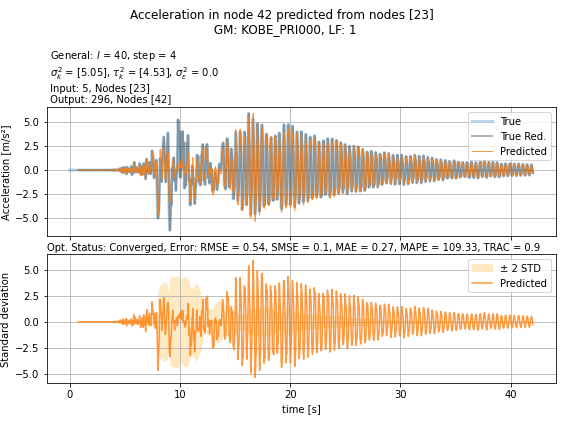 Acceleration in node 42 predicted from nodes [23]
GM: KOBE_PRI000, LF: 1
General: l = 40, step = 4
σ²ₖ = [5.05], τ²ₖ = [4.53], σ²ε = 0.0
Input: 5, Nodes [23]
Output: 296, Nodes [42]
Acceleration [m/s²]
5.0
2.5
0.0
−2.5
−5.0
True
True Red.
Predicted
Opt. Status: Converged, Error: RMSE = 0.54, SMSE = 0.1, MAE = 0.27, MAPE = 109.33, TRAC = 0.9
Standard deviation
5.0
2.5
0.0
−2.5
−5.0
± 2 STD
Predicted
0
10
20
30
40
time [s]